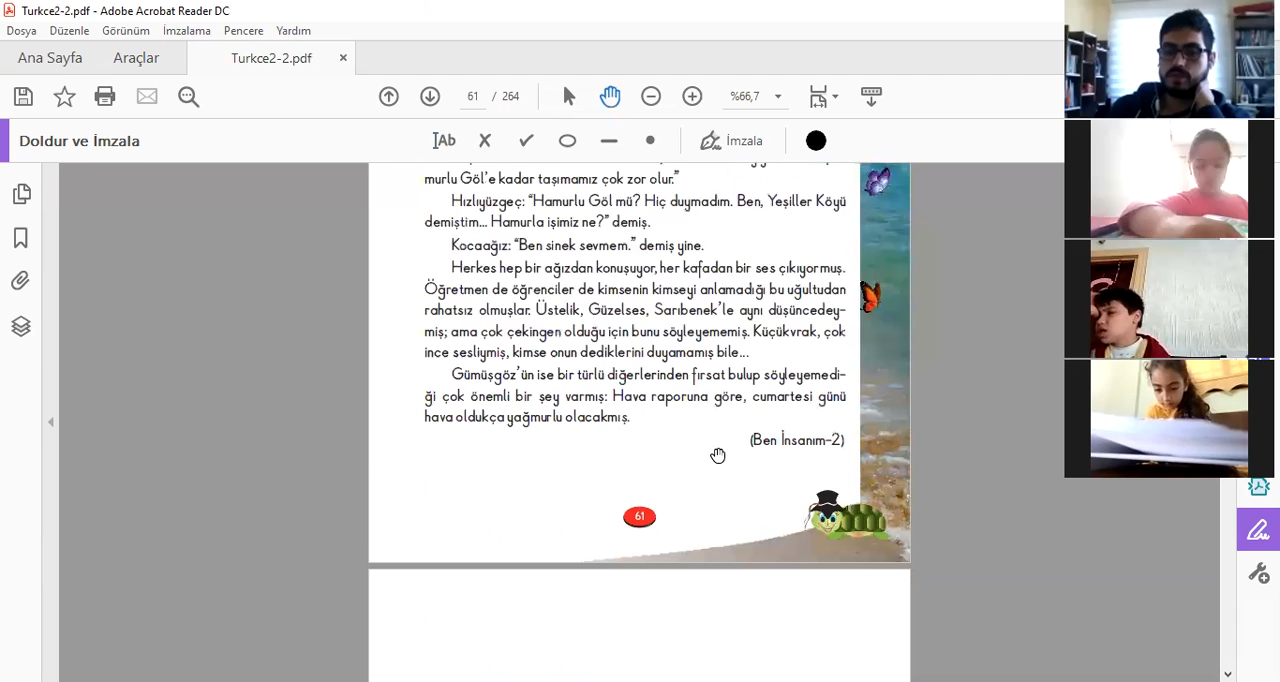 Turkce2-2.pdf - Adobe Acrobat Reader DC
Dosya Düzenle Görünüm İmzalama Pencere Yardım
Ana Sayfa Araçlar Turkce2-2.pdf ×
61 / 264 %66,7
Doldur ve İmzala IAb İmzala
murlu Göl’e kadar taşımamız çok zor olur.”
Hızlıyüzgeç: “Hamurlu Göl mü? Hiç duymadım. Ben, Yeşiller Köyü
demiştim... Hamurla işimiz ne?” demiş.
Kocaağız: “Ben sinek sevmem.” demiş yine.
Herkes hep bir ağızdan konuşuyor, her kafadan bir ses çıkıyormuş.
Öğretmen de öğrenciler de kimsenin kimseyi anlamadığı bu uğultudan
rahatsız olmuşlar. Üstelik, Güzelses, Sarıbenek’le aynı düşüncedey-
miş; ama çok çekingen olduğu için bunu söyleyememiş. Küçükvrak, çok
ince sesliymiş, kimse onun dediklerini duyamamış bile...
Gümüşgöz’ün ise bir türlü diğerlerinden fırsat bulup söyleyemedi-
ği çok önemli bir şey varmış: Hava raporuna göre, cumartesi günü
hava oldukça yağmurlu olacakmış.
(Ben İnsanım-2)
61